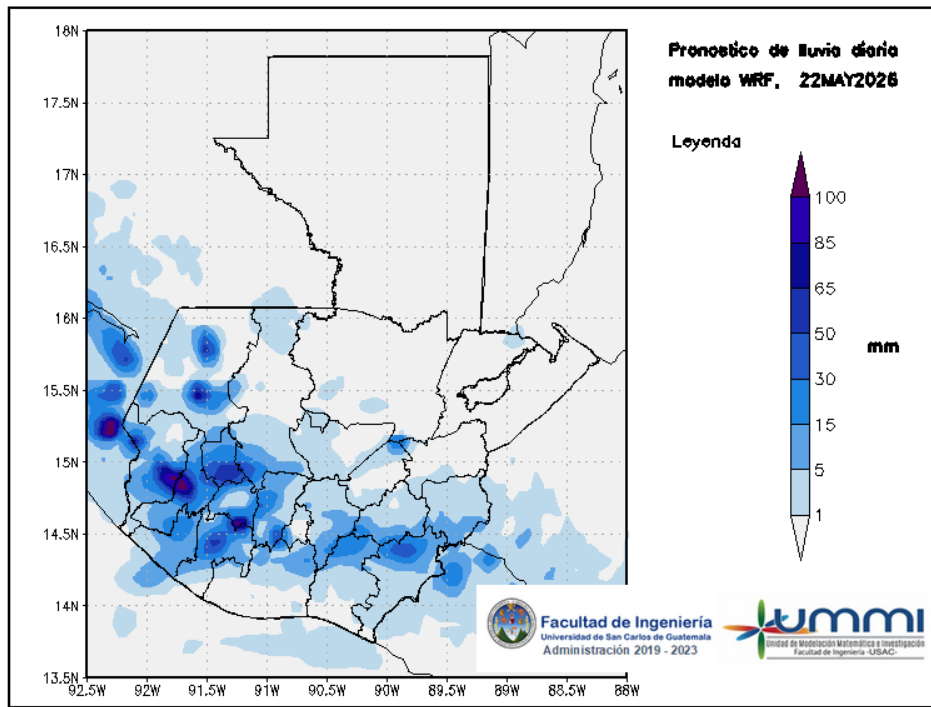 Pronostico de lluvia diaria
modelo WRF, 22MAY2026
Leyenda
100
85
65
50
30
15
5
1
mm
18N
17.5N
17N
16.5N
16N
15.5N
15N
14.5N
14N
13.5N
92.5W
92W
91.5W
91W
90.5W
90W
89.5W
89W
88.5W
88W
Facultad de Ingeniería
Universidad de San Carlos de Guatemala
Administración 2019 - 2023
UMMI
Unidad de Modelación Matemática e Investigación
Facultad de Ingeniería -USAC-